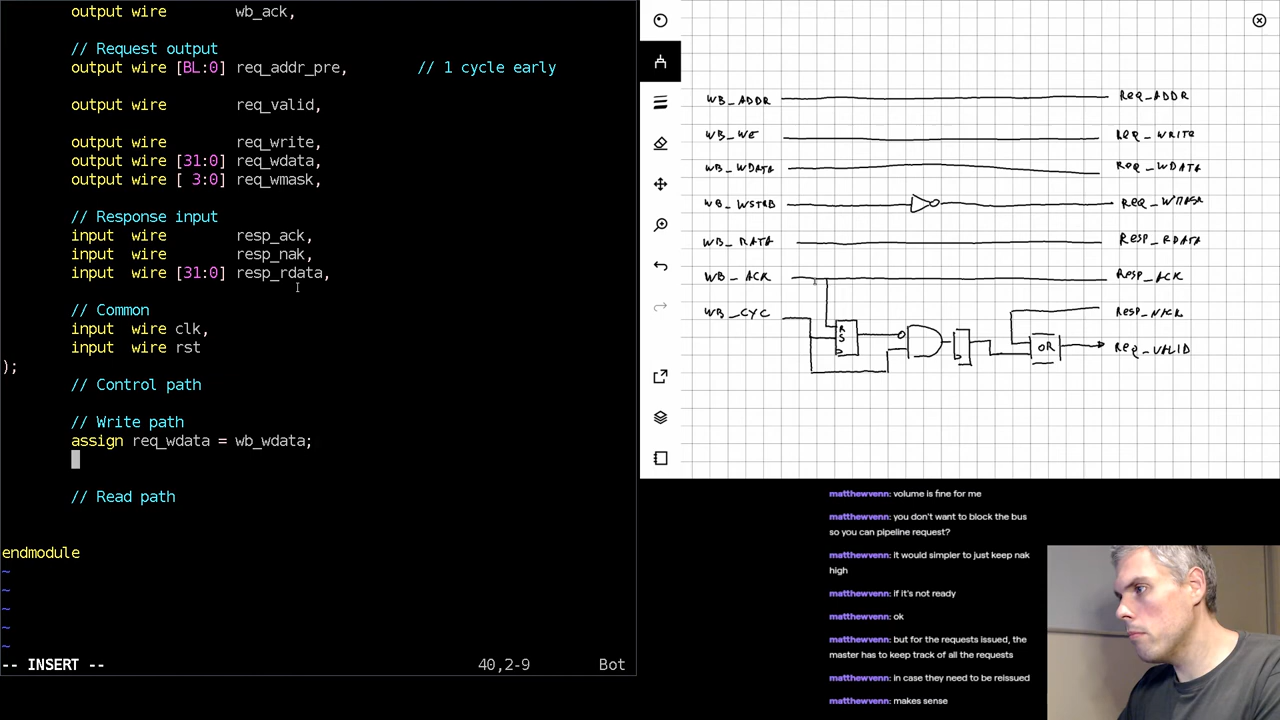 output wire        wb_ack,
// Request output
output wire [BL:0] req_addr_pre,        // 1 cycle early
output wire        req_valid,
output wire        req_write,
output wire [31:0] req_wdata,
output wire [ 3:0] req_wmask,
// Response input
input  wire        resp_ack,
input  wire        resp_nak,
input  wire [31:0] resp_rdata,
// Common
input  wire clk,
input  wire rst
);
// Control path
// Write path
assign req_wdata = wb_wdata;
// Read path
endmodule
~
~
~
~
~
-- INSERT --
40,2-9
Bot
WB_ADDR
REQ_ADDR
WB_WE
REQ_WRITE
WB_WDATA
REQ_WDATA
WB_WSTRB
REQ_WMASK
WB_RATA
RESP_RDATA
WB_ACK
RESP_ACK
WB_CYC
RESP_NACK
R
S
OR
REQ_VALID
matthewvenn: volume is fine for me
matthewvenn: you don't want to block the bus
so you can pipeline request?
matthewvenn: it would simpler to just keep nak
high
matthewvenn: if it's not ready
matthewvenn: ok
matthewvenn: but for the requests issued, the
master has to keep track of all the requests
matthewvenn: in case they need to be reissued
matthewvenn: makes sense